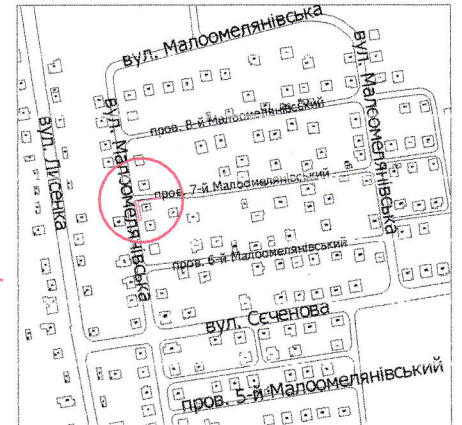 вул. Малоомелянівська
вул. Малоомелянівська
пров. 8-й Малоомелянівський
вул. Лисенка
вул. Малоомелянівська
пров. 7-й Малоомелянівський
пров. 6-й Малоомелянівський
вул. Сєченова
пров. 5-й Малоомелянівський